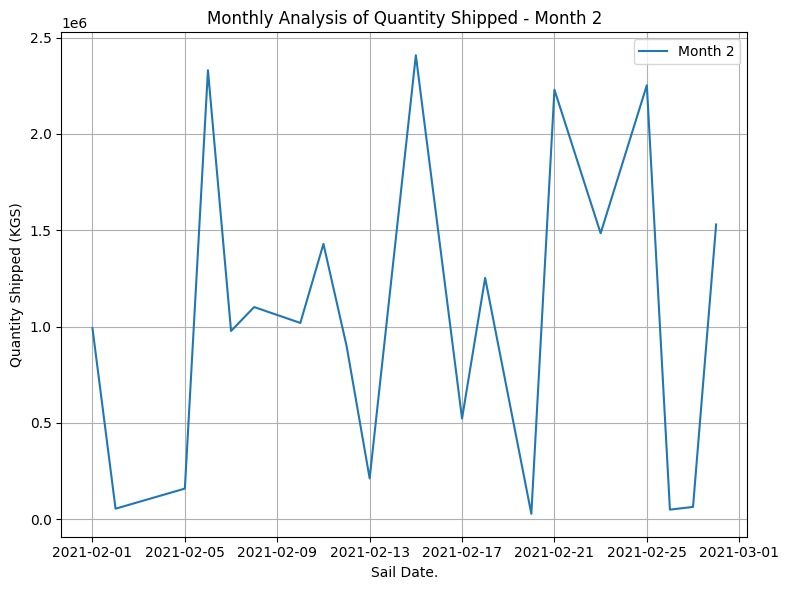 Monthly Analysis of Quantity Shipped - Month 2
1e6
Month 2
2.5
2.0
1.5
1.0
0.5
0.0
Quantity Shipped (KGS)
2021-02-01 2021-02-05 2021-02-09 2021-02-13 2021-02-17 2021-02-21 2021-02-25 2021-03-01
Sail Date.